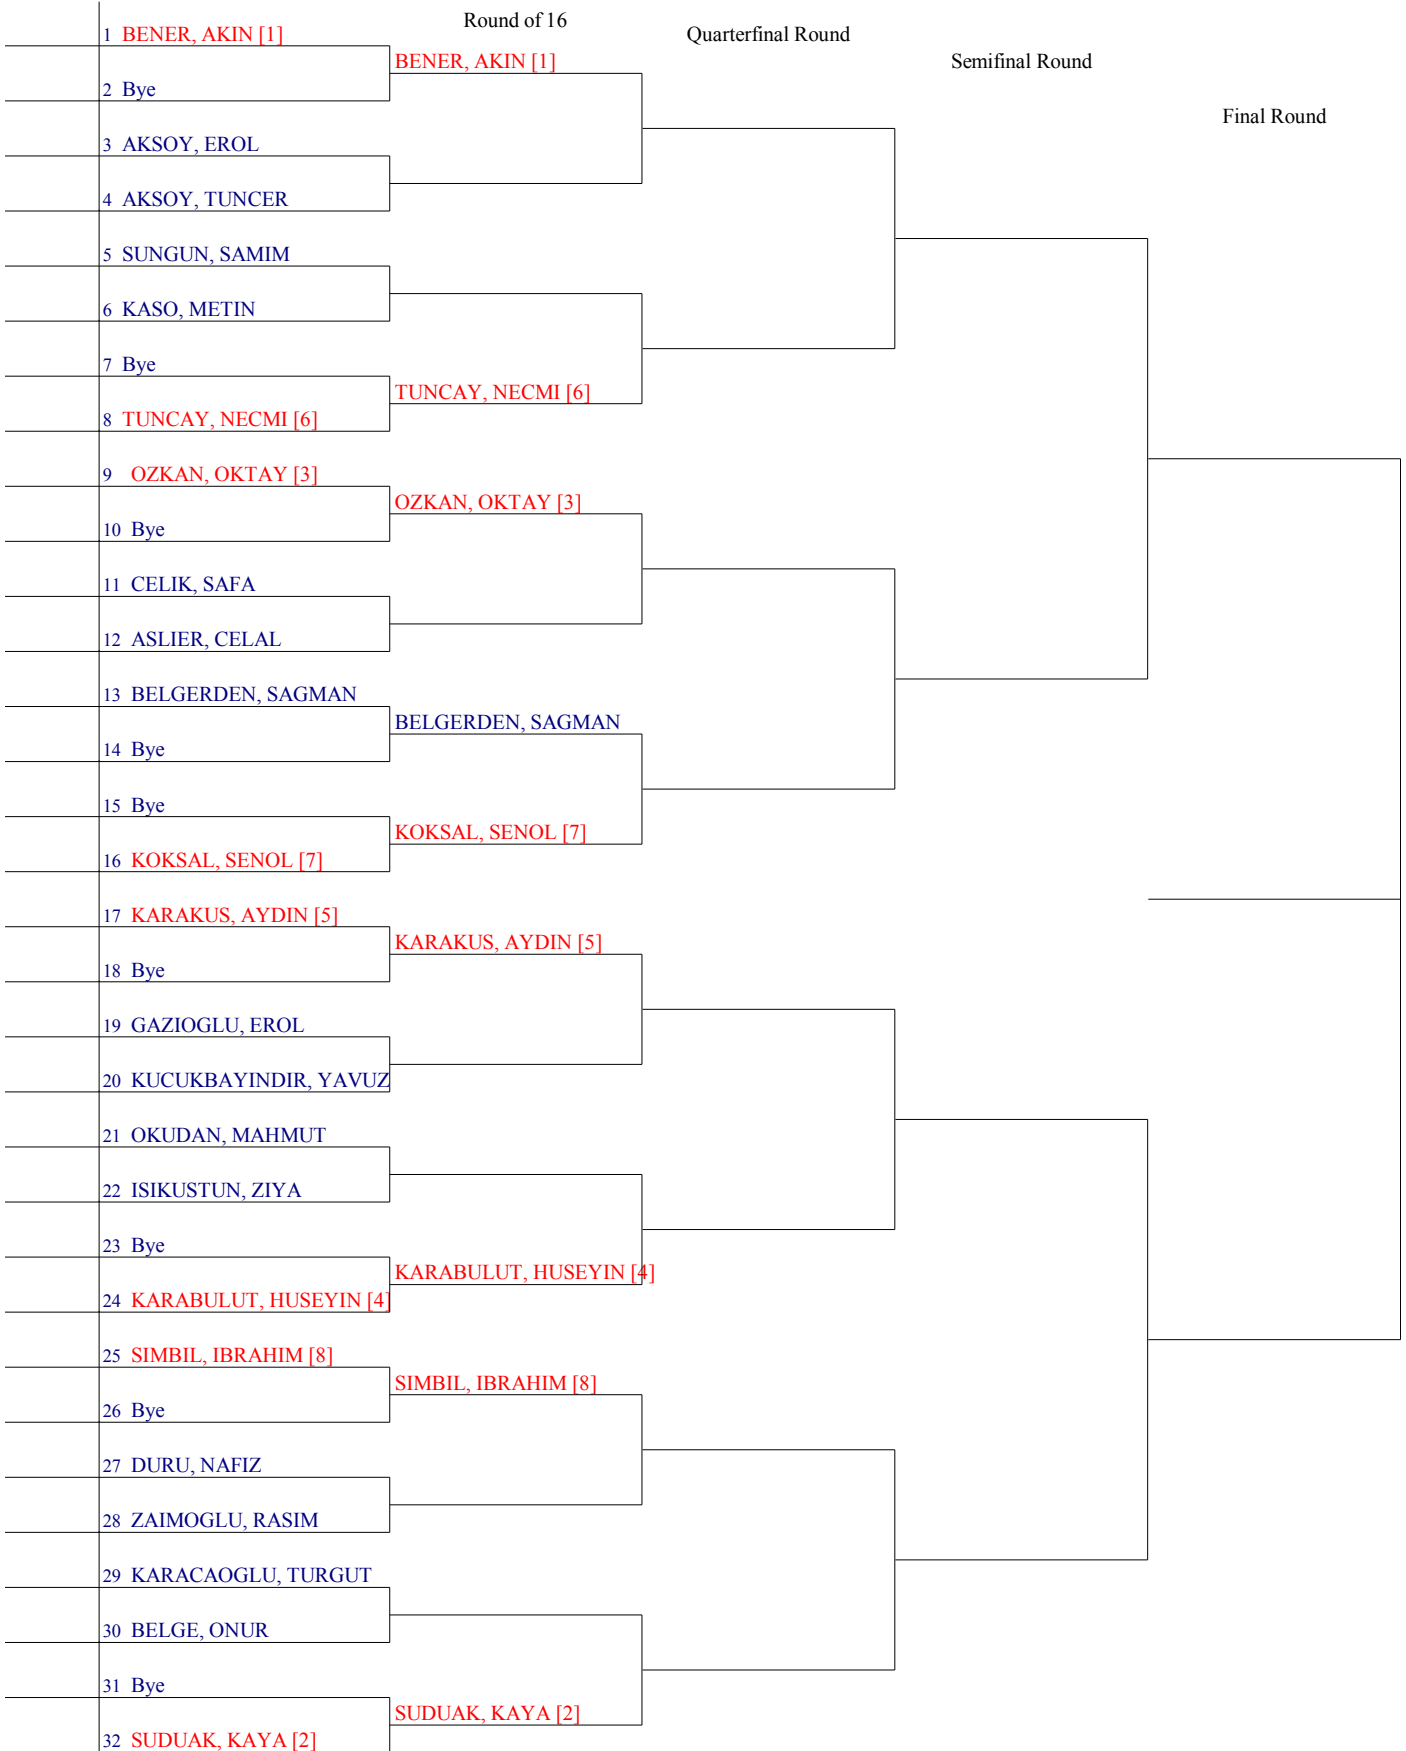 Round of 16
Quarterfinal Round
Semifinal Round
Final Round
1 BENER, AKIN [1]
BENER, AKIN [1]
2 Bye
3 AKSOY, EROL
4 AKSOY, TUNCER
5 SUNGUN, SAMIM
6 KASO, METIN
7 Bye
TUNCAY, NECMI [6]
8 TUNCAY, NECMI [6]
9 OZKAN, OKTAY [3]
OZKAN, OKTAY [3]
10 Bye
11 CELIK, SAFA
12 ASLIER, CELAL
13 BELGERDEN, SAGMAN
BELGERDEN, SAGMAN
14 Bye
15 Bye
KOKSAL, SENOL [7]
16 KOKSAL, SENOL [7]
17 KARAKUS, AYDIN [5]
KARAKUS, AYDIN [5]
18 Bye
19 GAZIOGLU, EROL
20 KUCUKBAYINDIR, YAVUZ
21 OKUDAN, MAHMUT
22 ISIKUSTUN, ZIYA
23 Bye
KARABULUT, HUSEYIN [4]
24 KARABULUT, HUSEYIN [4]
25 SIMBIL, IBRAHIM [8]
SIMBIL, IBRAHIM [8]
26 Bye
27 DURU, NAFIZ
28 ZAIMOGLU, RASIM
29 KARACAOGLU, TURGUT
30 BELGE, ONUR
31 Bye
SUDUAK, KAYA [2]
32 SUDUAK, KAYA [2]